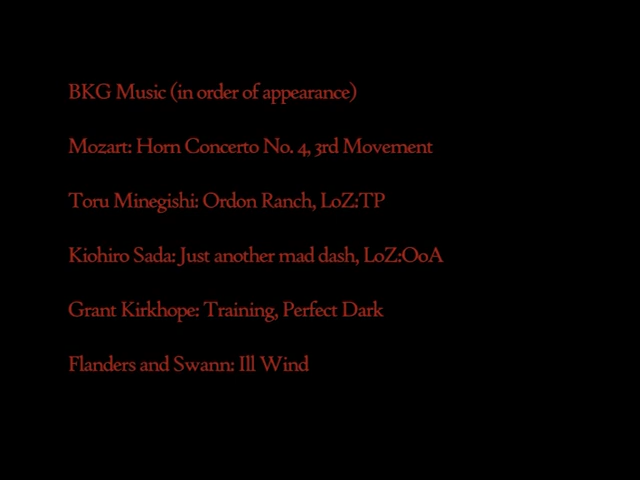 BKG Music (in order of appearance)
Mozart: Horn Concerto No. 4, 3rd Movement
Toru Minegishi: Ordon Ranch, LoZ:TP
Kiohiro Sada: Just another mad dash, LoZ:OoA
Grant Kirkhope: Training, Perfect Dark
Flanders and Swann: Ill Wind